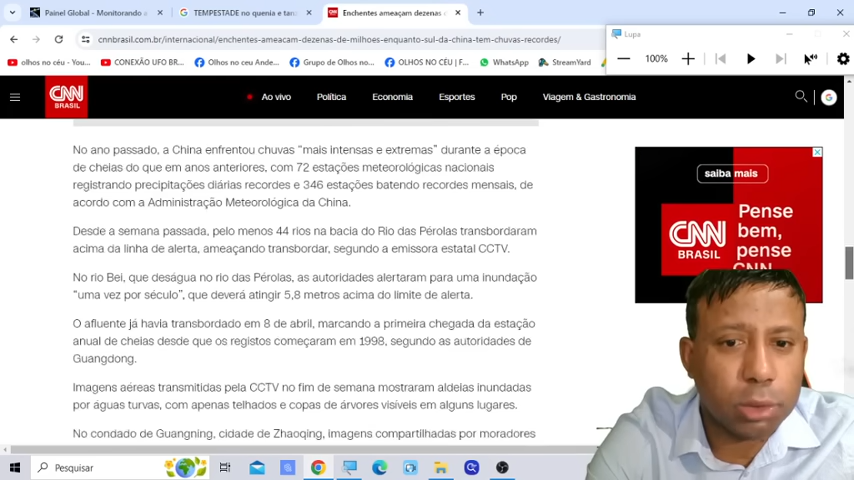 Painel Global - Monitorando s
TEMPESTADE no quenia e tan
Enchentes ameaçam dezenas d
cnnbrasil.com.br/internacional/enchentes-ameacam-dezenas-de-milhoes-enquanto-sul-da-china-tem-chuvas-recordes/
Lupa
100%
olhos no céu - You...
CONEXÃO UFO BR...
Olhos no ceu Ande...
Grupo de Olhos no...
OLHOS NO CÉU | F...
WhatsApp
StreamYard
CNN
BRASIL
Ao vivo
Política
Economia
Esportes
Pop
Viagem & Gastronomia
No ano passado, a China enfrentou chuvas “mais intensas e extremas” durante a época
de cheias do que em anos anteriores, com 72 estações meteorológicas nacionais
registrando precipitações diárias recordes e 346 estações batendo recordes mensais, de
acordo com a Administração Meteorológica da China.
Desde a semana passada, pelo menos 44 rios na bacia do Rio das Pérolas transbordaram
acima da linha de alerta, ameaçando transbordar, segundo a emissora estatal CCTV.
No rio Bei, que deságua no rio das Pérolas, as autoridades alertaram para uma inundação
“uma vez por século”, que deverá atingir 5,8 metros acima do limite de alerta.
O afluente já havia transbordado em 8 de abril, marcando a primeira chegada da estação
anual de cheias desde que os registos começaram em 1998, segundo as autoridades de
Guangdong.
Imagens aéreas transmitidas pela CCTV no fim de semana mostraram aldeias inundadas
por águas turvas, com apenas telhados e copas de árvores visíveis em alguns lugares.
No condado de Guangning, cidade de Zhaoqing, imagens compartilhadas por moradores
saiba mais
CNN
BRASIL
Pense
bem,
pense
CNN
Pesquisar